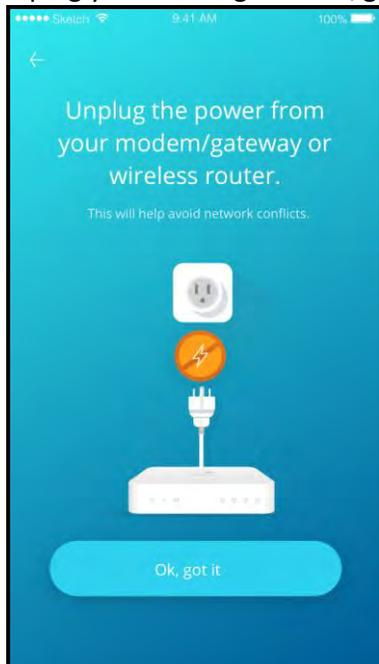 Sketch 9:41 AM 100%
Unplug the power from
your modem/gateway or
wireless router.
This will help avoid network conflicts.
Ok, got it